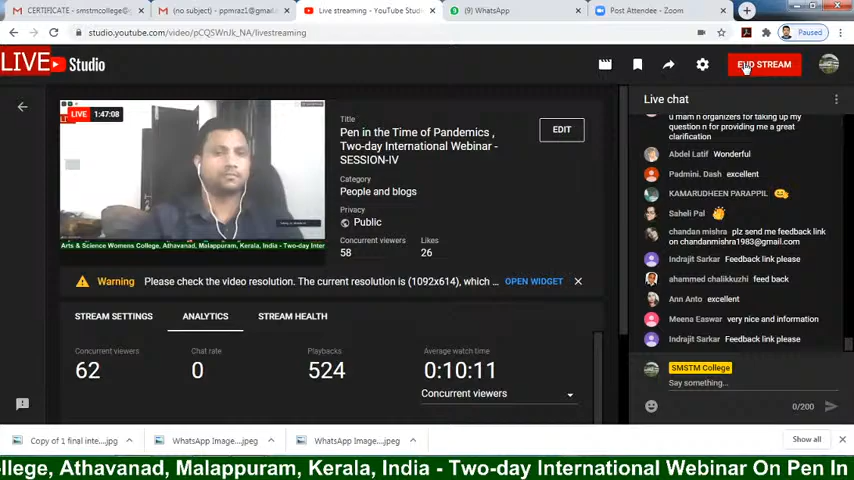 CERTIFICATE - smstmcollege@g
(no subject) - ppmraz1@gmail.
Live streaming - YouTube Studi
(9) WhatsApp
Post Attendee - Zoom
studio.youtube.com/video/pCQSWnJk_NA/livestreaming
Paused
LIVE
Studio
END STREAM
LIVE 1:47:08
Arts & Science Womens College, Athavanad, Malappuram, Kerala, India - Two-day Inter
Title
Pen in the Time of Pandemics ,
Two-day International Webinar -
SESSION-IV
EDIT
Category
People and blogs
Privacy
Public
Concurrent viewers
58
Likes
26
Warning Please check the video resolution. The current resolution is (1092x614), which ... OPEN WIDGET
STREAM SETTINGS
ANALYTICS
STREAM HEALTH
Concurrent viewers
62
Chat rate
0
Playbacks
524
Average watch time
0:10:11
Concurrent viewers
Live chat
u mam n organizers for taking up my
question n for providing me a great
clarification
Abdel Latif Wonderful
Padmini. Dash excellent
KAMARUDHEEN PARAPPIL
Saheli Pal
chandan mishra plz send me feedback link
on chandanmishra1983@gmail.com
Indrajit Sarkar Feedback link please
ahammed chalikkuzhi feed back
Ann Anto excellent
Meena Easwar very nice and information
Indrajit Sarkar Feedback link please
SMSTM College
Say something...
0/200
Copy of 1 final inte....jpg
WhatsApp Image....jpeg
WhatsApp Image....jpeg
Show all
llege, Athavanad, Malappuram, Kerala, India - Two-day International Webinar On Pen In